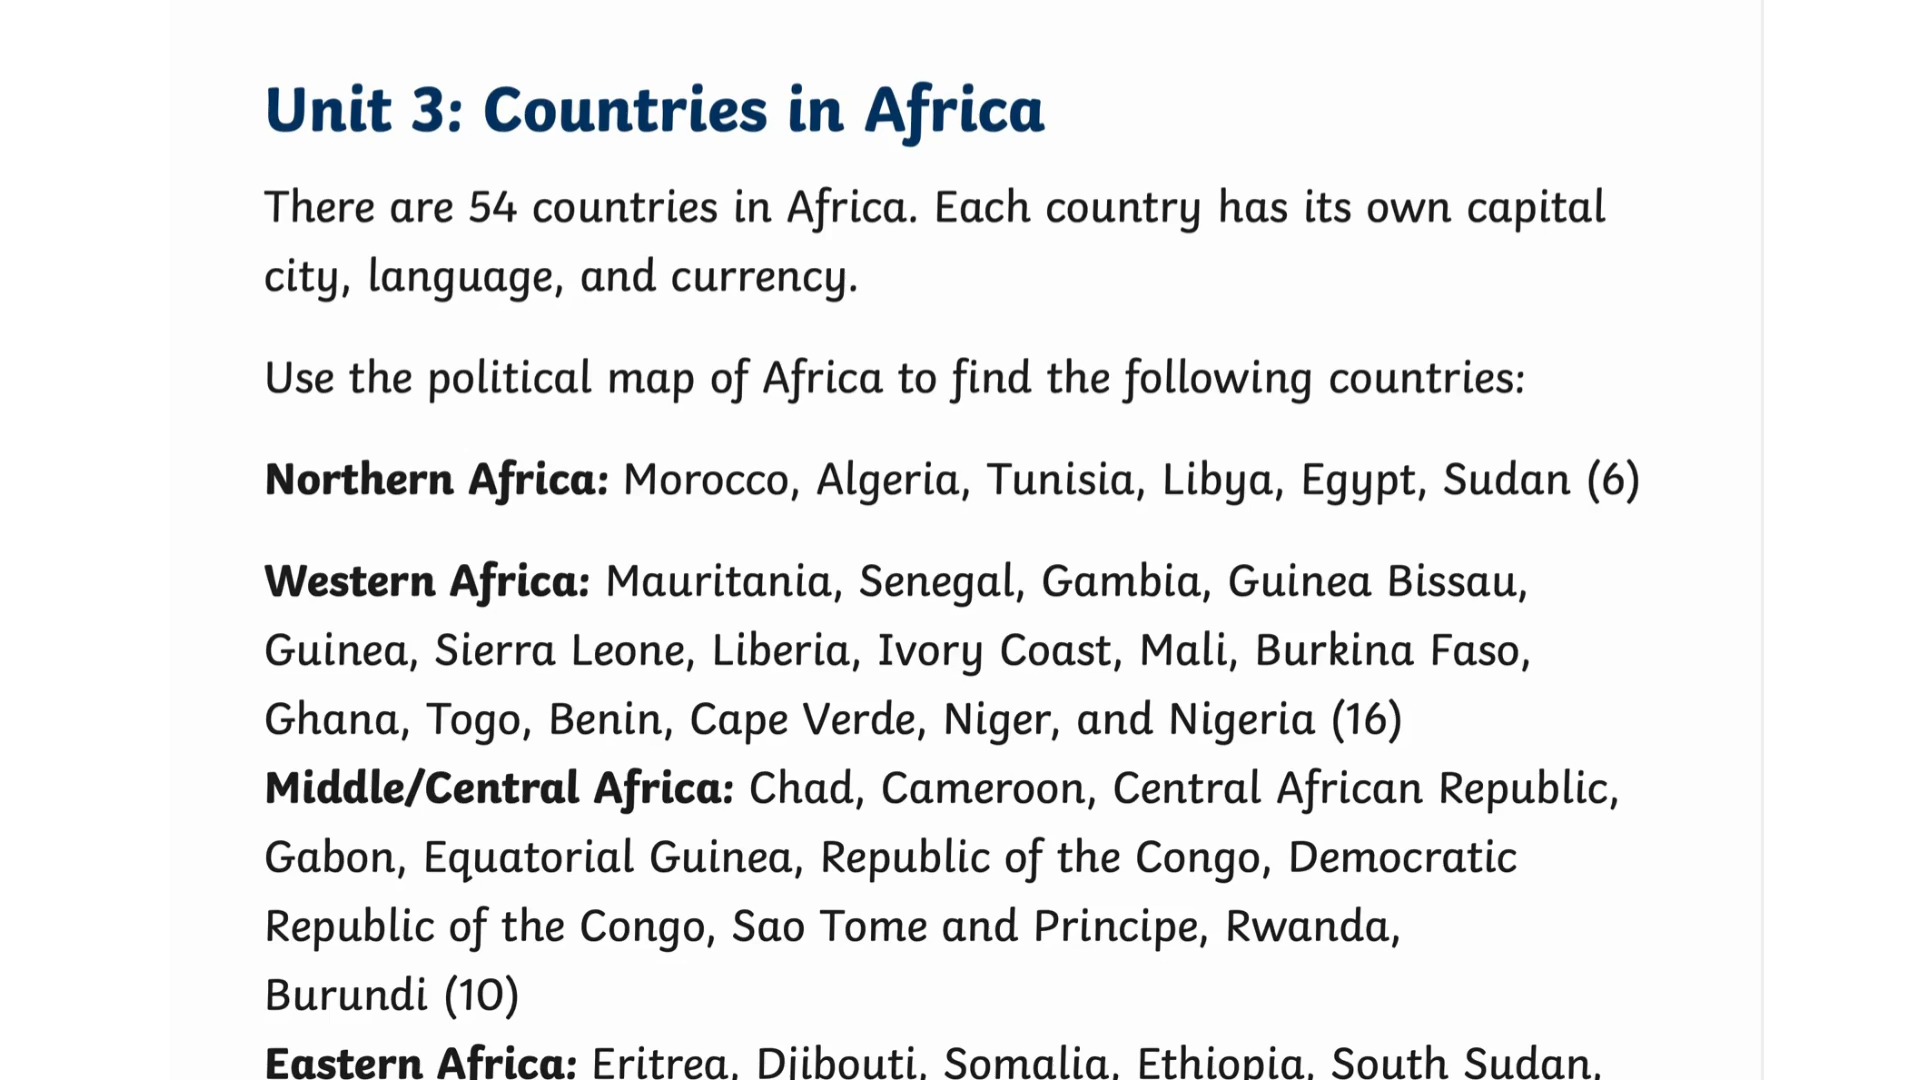 Unit 3: Countries in Africa
There are 54 countries in Africa. Each country has its own capital
city, language, and currency.
Use the political map of Africa to find the following countries:
Northern Africa: Morocco, Algeria, Tunisia, Libya, Egypt, Sudan (6)
Western Africa: Mauritania, Senegal, Gambia, Guinea Bissau,
Guinea, Sierra Leone, Liberia, Ivory Coast, Mali, Burkina Faso,
Ghana, Togo, Benin, Cape Verde, Niger, and Nigeria (16)
Middle/Central Africa: Chad, Cameroon, Central African Republic,
Gabon, Equatorial Guinea, Republic of the Congo, Democratic
Republic of the Congo, Sao Tome and Principe, Rwanda,
Burundi (10)
Eastern Africa: Eritrea, Djibouti, Somalia, Ethiopia, South Sudan,